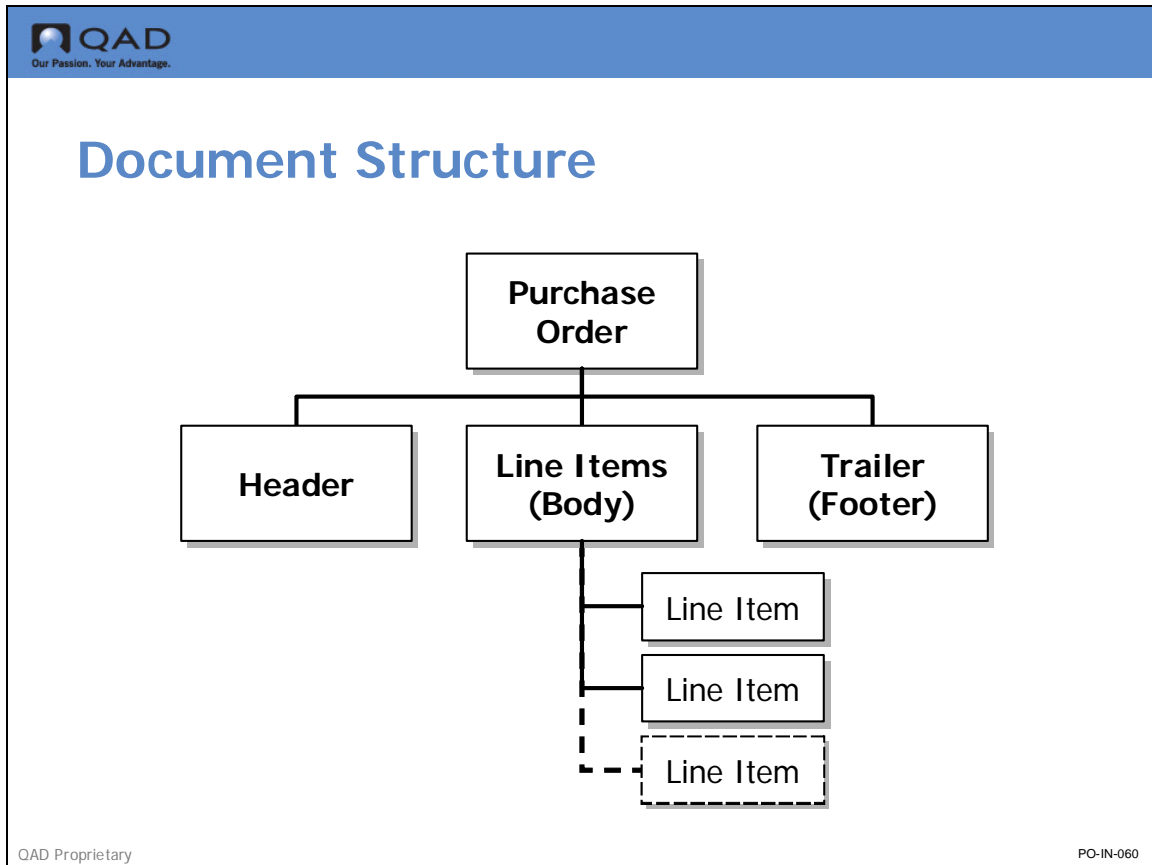 QAD
Our Passion. Your Advantage.
Document Structure
Purchase
Order
Header
Line Items
(Body)
Trailer
(Footer)
Line Item
Line Item
Line Item
QAD Proprietary
PO-IN-060